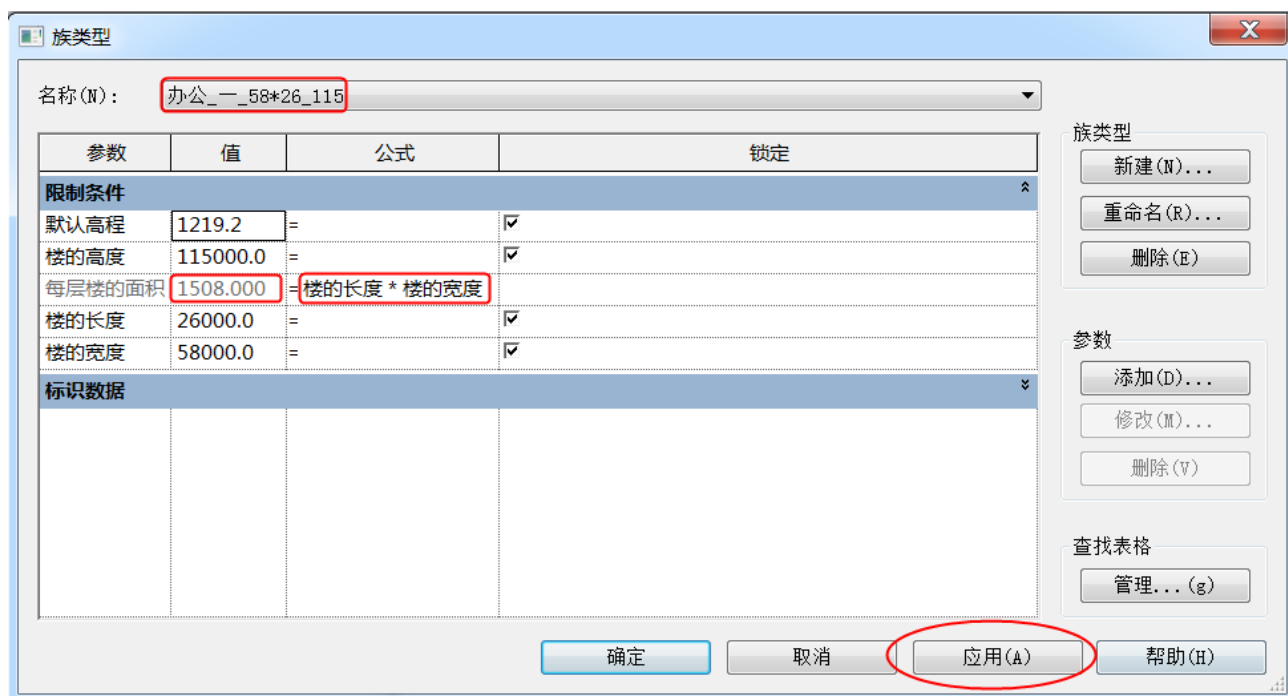 族类型
名称(N): 办公_一_58*26_115
参数 值 公式 锁定
限制条件
默认高程 1219.2 =
楼的高度 115000.0 =
每层楼的面积 1508.000 =楼的长度 * 楼的宽度
楼的长度 26000.0 =
楼的宽度 58000.0 =
标识数据
族类型
新建(N)...
重命名(R)...
删除(E)
参数
添加(D)...
修改(M)...
删除(V)
查找表格
管理...(g)
确定 取消 应用(A) 帮助(H)